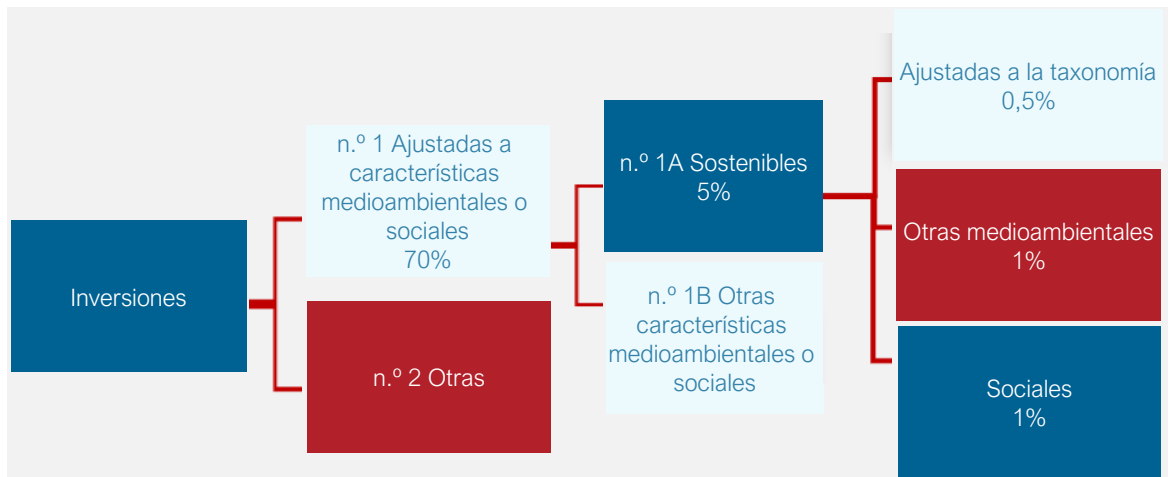 Inversiones
n.º 1 Ajustadas a
características
medioambientales o
sociales
70%
n.º 2 Otras
n.º 1A Sostenibles
5%
n.º 1B Otras
características
medioambientales o
sociales
Ajustadas a la taxonomía
0,5%
Otras medioambientales
1%
Sociales
1%